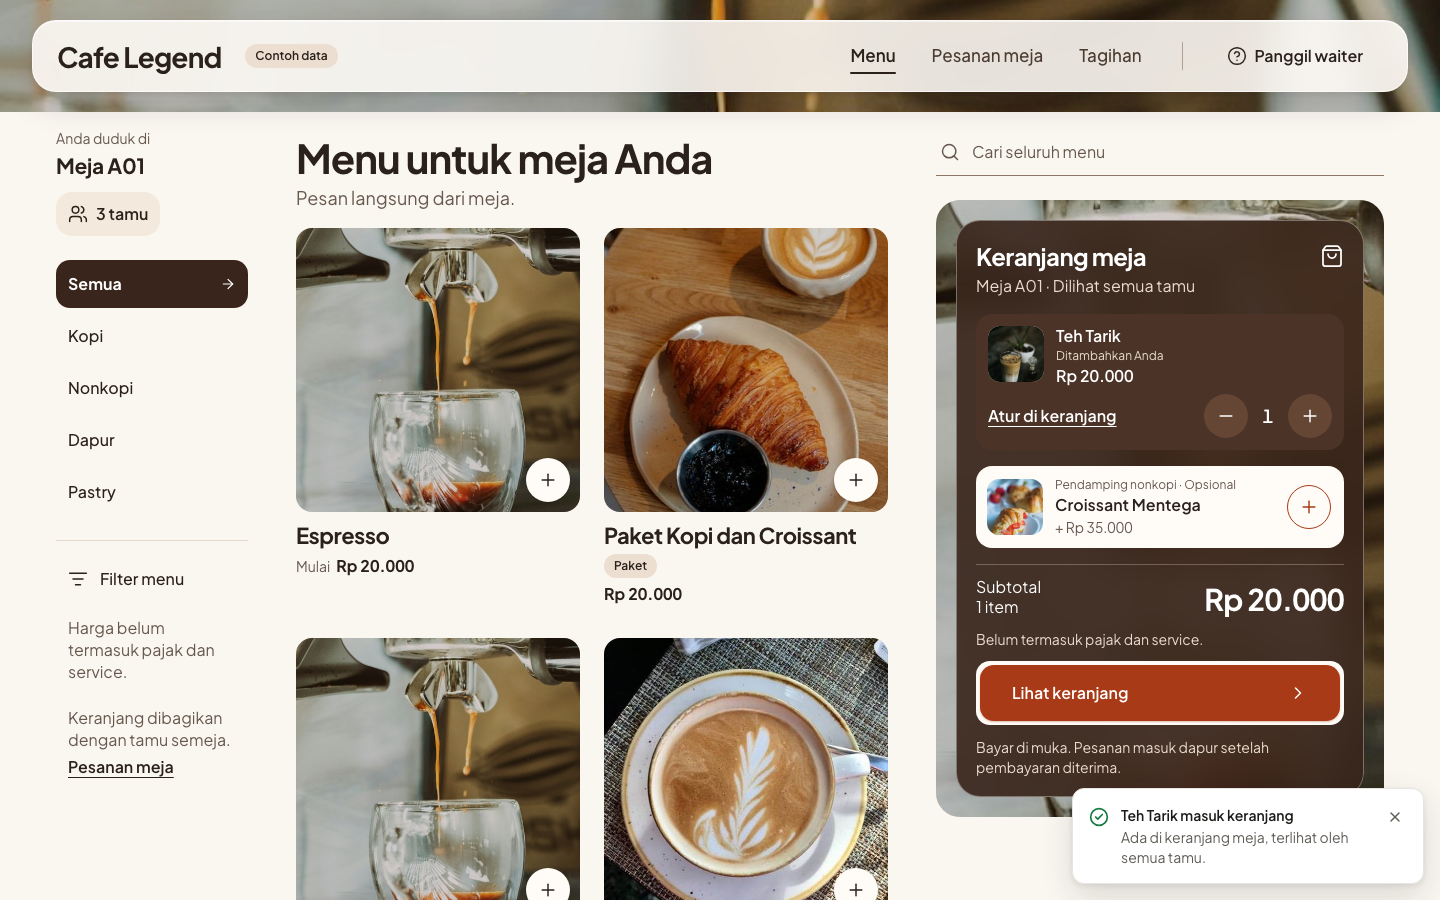 Cafe Legend
Contoh data
Menu
Pesanan meja
Tagihan
Panggil waiter
Anda duduk di
Meja A01
3 tamu
Semua
Kopi
Nonkopi
Dapur
Pastry
Filter menu
Harga belum
termasuk pajak dan
service.
Keranjang dibagikan
dengan tamu semeja.
Pesanan meja
Menu untuk meja Anda
Pesan langsung dari meja.
Espresso
Mulai Rp 20.000
Paket Kopi dan Croissant
Paket
Rp 20.000
Cari seluruh menu
Keranjang meja
Meja A01 · Dilihat semua tamu
Teh Tarik
Ditambahkan Anda
Rp 20.000
Atur di keranjang
1
Pendamping nonkopi · Opsional
Croissant Mentega
+ Rp 35.000
Subtotal
1 item
Rp 20.000
Belum termasuk pajak dan service.
Lihat keranjang
Bayar di muka. Pesanan masuk dapur setelah
pembayaran diterima.
Teh Tarik masuk keranjang
Ada di keranjang meja, terlihat oleh
semua tamu.